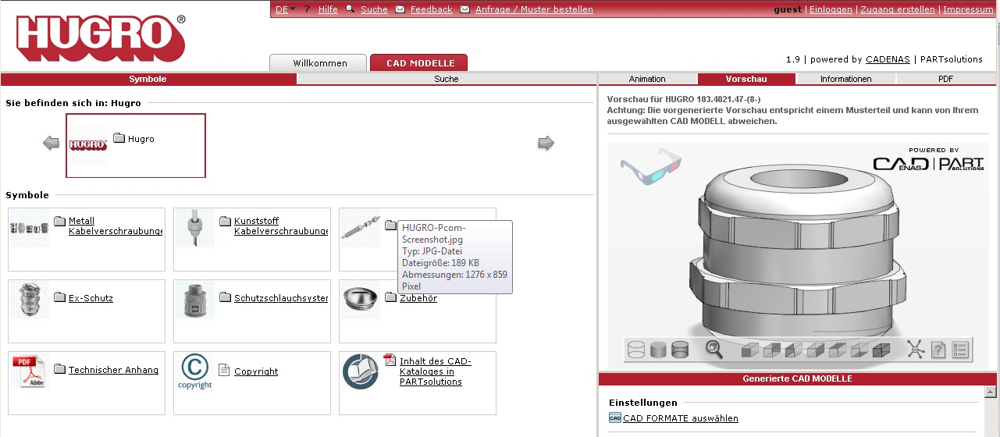 HUGRO®
DE ? Hilfe Suche Feedback Anfrage / Muster bestellen
guest | Einloggen | Zugang erstellen | Impressum
Willkommen
CAD MODELLE
1.9 | powered by CADENAS | PARTsolutions
Symbole
Suche
Animation
Vorschau
Informationen
PDF
Sie befinden sich in: Hugro
HUGRO
Hugro
Symbole
Metall
Kabelverschraubunge
Kunststoff
Kabelverschraubunge
HUGRO-Pcom-
Screenshot.jpg
Typ: JPG-Datei
Dateigröße: 189 KB
Abmessungen: 1276 x 859
Pixel
Ex-Schutz
Schutzschlauchsyster
Zubehör
PDF
Adobe
Technischer Anhang
©
copyright
Copyright
Inhalt des CAD-
Kataloges in
PARTsolutions
Vorschau für HUGRO 103.4021.47-(8-)
Achtung: Die vorgenerierte Vorschau entspricht einem Musterteil und kann von Ihrem
ausgewählten CAD MODELL abweichen.
POWERED BY
CADENAS | PARTSOLUTIONS
?
Generierte CAD MODELLE
Einstellungen
CAD CAD FORMATE auswählen